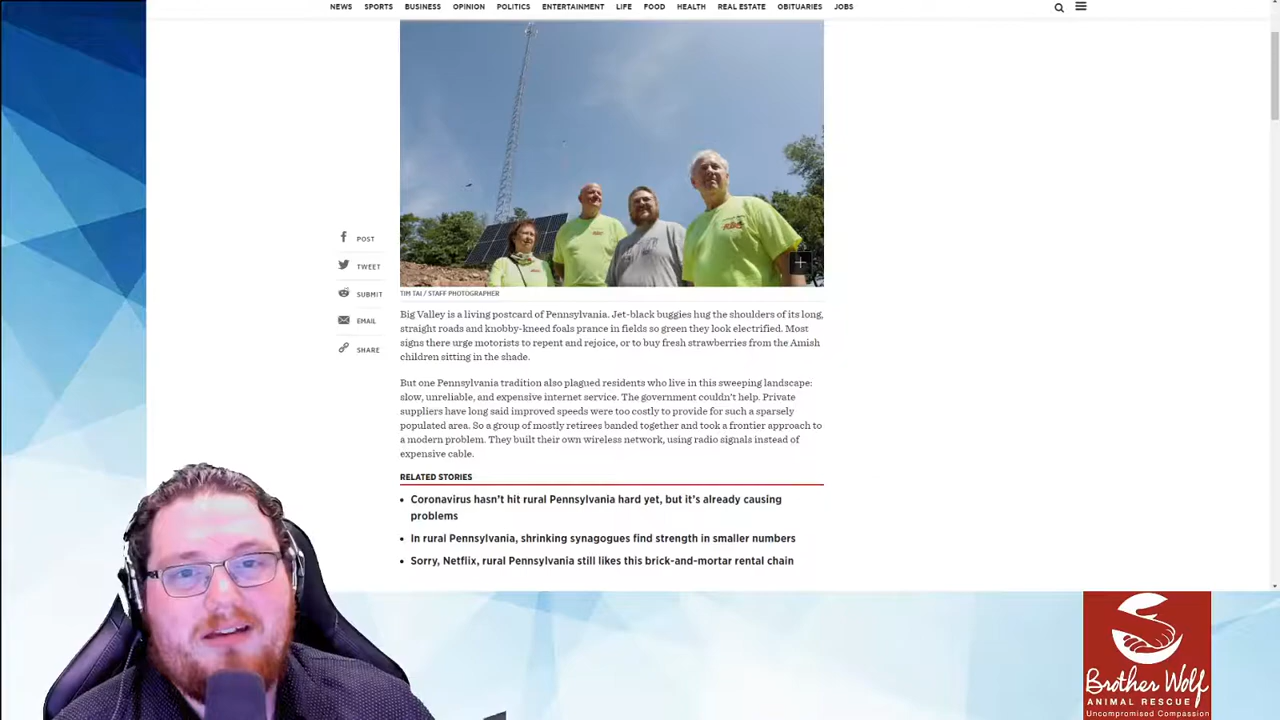 NEWS SPORTS BUSINESS OPINION POLITICS ENTERTAINMENT LIFE FOOD HEALTH REAL ESTATE OBITUARIES JOBS
POST
TWEET
SUBMIT
EMAIL
SHARE
TIM TAI / STAFF PHOTOGRAPHER
Big Valley is a living postcard of Pennsylvania. Jet-black buggies hug the shoulders of its long,
straight roads and knobby-kneed foals prance in fields so green they look electrified. Most
signs there urge motorists to repent and rejoice, or to buy fresh strawberries from the Amish
children sitting in the shade.
But one Pennsylvania tradition also plagued residents who live in this sweeping landscape:
slow, unreliable, and expensive internet service. The government couldn't help. Private
suppliers have long said improved speeds were too costly to provide for such a sparsely
populated area. So a group of mostly retirees banded together and took a frontier approach to
a modern problem. They built their own wireless network, using radio signals instead of
expensive cable.
RELATED STORIES
• Coronavirus hasn't hit rural Pennsylvania hard yet, but it's already causing
problems
• In rural Pennsylvania, shrinking synagogues find strength in smaller numbers
• Sorry, Netflix, rural Pennsylvania still likes this brick-and-mortar rental chain
Brother Wolf
ANIMAL RESCUE
Uncompromised Compassion